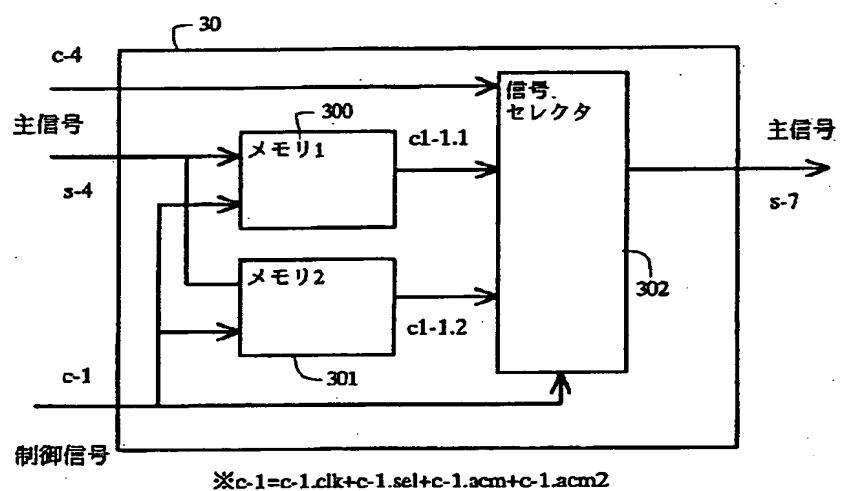 30
c-4
信号
セレクタ
主信号
300
メモリ1
c1-1.1
主信号
s-4
s-7
メモリ2
302
c1-1.2
c-1
301
制御信号
※c-1=c-1.clk+c-1.sel+c-1.acm+c-1.acm2